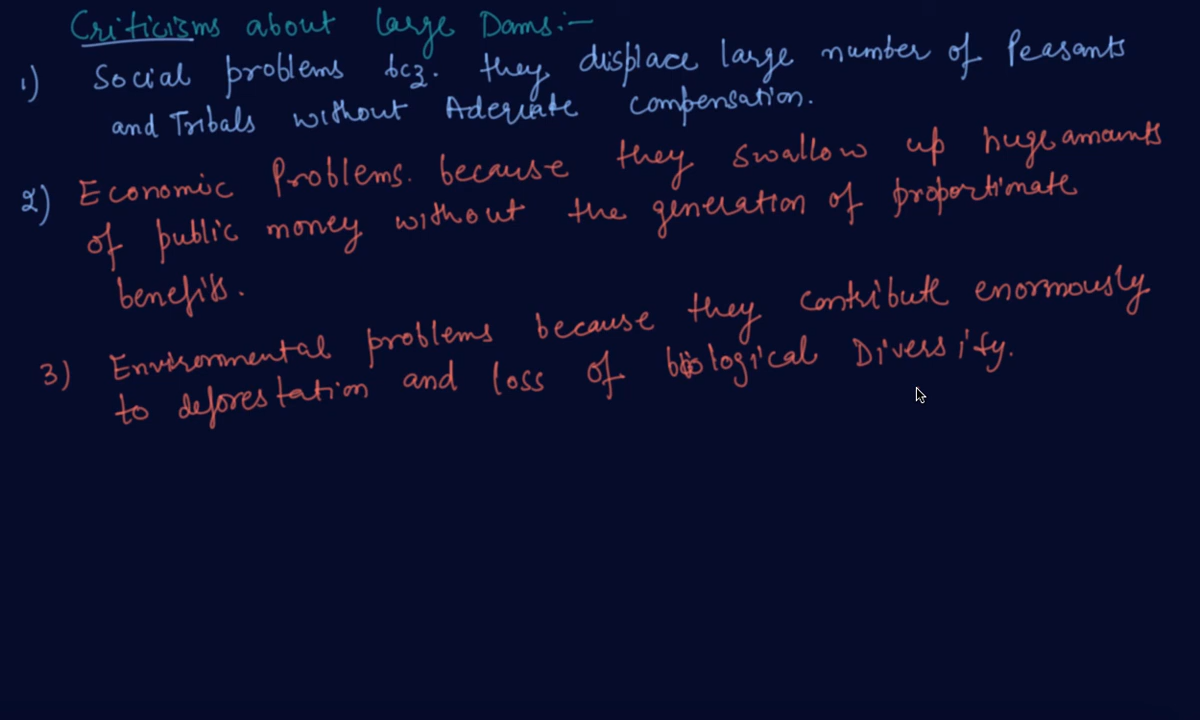 Criticisms about large Dams:-
1) Social problems bcz. they displace large number of Peasants
and Tribals without Adequate compensation.
2) Economic Problems. because they swallow up huge amounts
of public money without the generation of proportinate
benefits.
3) Environmental problems because they contribute enormously
to deforestation and loss of biological Diversity.